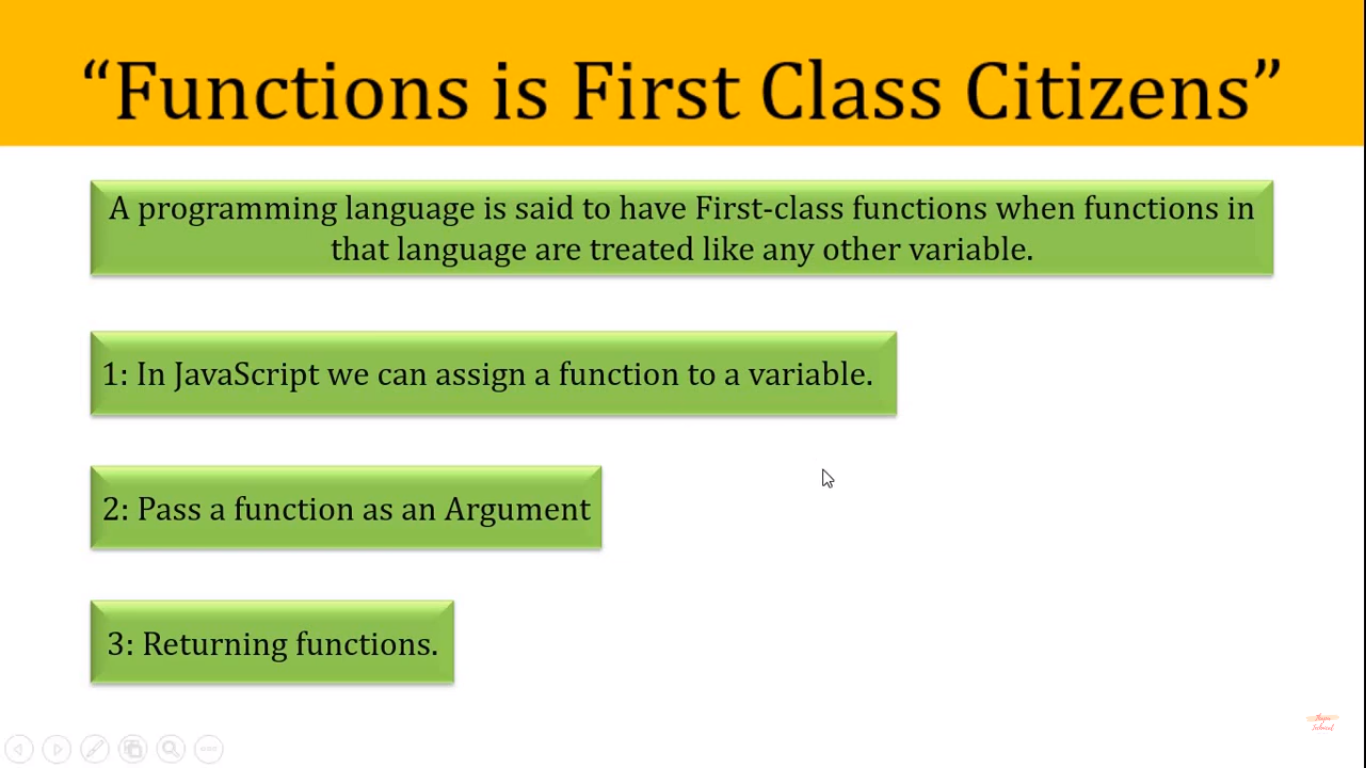 “Functions is First Class Citizens”
A programming language is said to have First-class functions when functions in
that language are treated like any other variable.
1: In JavaScript we can assign a function to a variable.
2: Pass a function as an Argument
3: Returning functions.
Technical